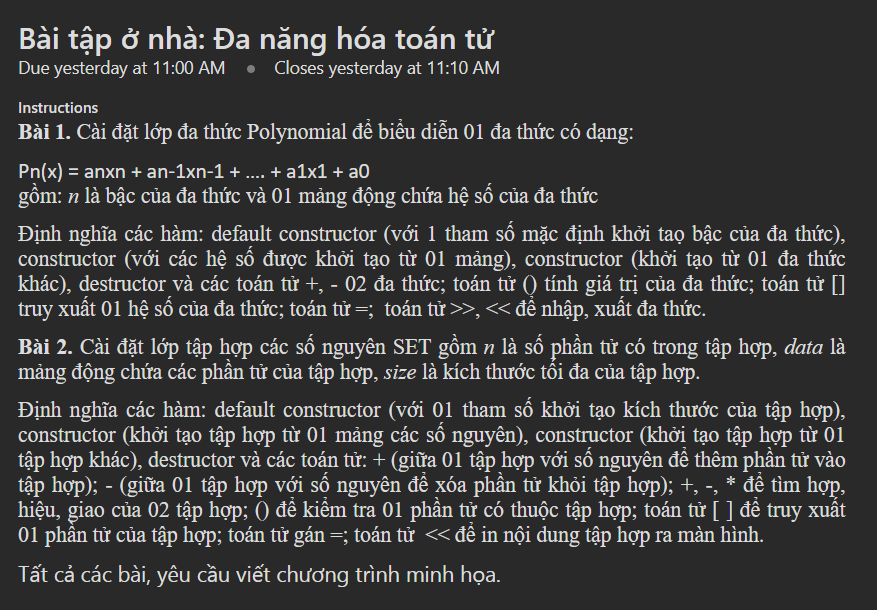 Bài tập ở nhà: Đa năng hóa toán tử
Due yesterday at 11:00 AM • Closes yesterday at 11:10 AM
Instructions
Bài 1. Cài đặt lớp đa thức Polynomial để biểu diễn 01 đa thức có dạng:
Pn(x) = anxn + an-1xn-1 + .... + a1x1 + a0
gồm: n là bậc của đa thức và 01 mảng động chứa hệ số của đa thức
Định nghĩa các hàm: default constructor (với 1 tham số mặc định khởi taọ bậc của đa thức),
constructor (với các hệ số được khởi tạo từ 01 mảng), constructor (khởi tạo từ 01 đa thức
khác), destructor và các toán tử +, - 02 đa thức; toán tử () tính giá trị của đa thức; toán tử []
truy xuất 01 hệ số của đa thức; toán tử =; toán tử >>, << để nhập, xuất đa thức.
Bài 2. Cài đặt lớp tập hợp các số nguyên SET gồm n là số phần tử có trong tập hợp, data là
mảng động chứa các phần tử của tập hợp, size là kích thước tối đa của tập hợp.
Định nghĩa các hàm: default constructor (với 01 tham số khởi tạo kích thước của tập hợp),
constructor (khởi tạo tập hợp từ 01 mảng các số nguyên), constructor (khởi tạo tập hợp từ 01
tập hợp khác), destructor và các toán tử: + (giữa 01 tập hợp với số nguyên để thêm phần tử vào
tập hợp); - (giữa 01 tập hợp với số nguyên để xóa phần tử khỏi tập hợp); +, -, * để tìm hợp,
hiệu, giao của 02 tập hợp; () để kiểm tra 01 phần tử có thuộc tập hợp; toán tử [ ] để truy xuất
01 phần tử của tập hợp; toán tử gán =; toán tử << để in nội dung tập hợp ra màn hình.
Tất cả các bài, yêu cầu viết chương trình minh họa.